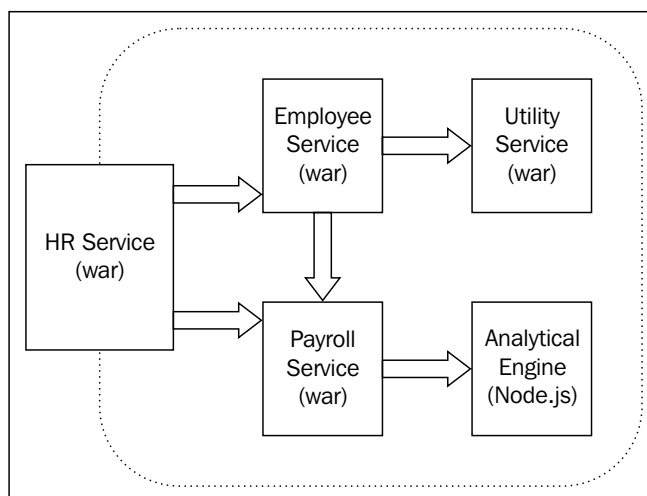 Employee
Service
(war)
Utility
Service
(war)
HR Service
(war)
Payroll
Service
(war)
Analytical
Engine
(Node.js)